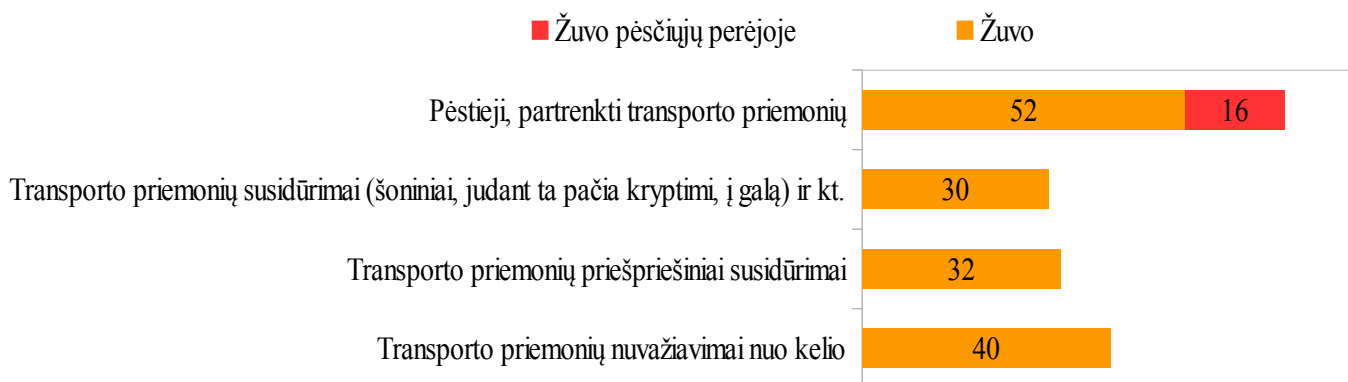 Žuvo pėsčiųjų perėjoje Žuvo
Pėstieji, partrenkti transporto priemonių 52 16
Transporto priemonių susidūrimai (šoniniai, judant ta pačia kryptimi, į galą) ir kt. 30
Transporto priemonių priešpriešiniai susidūrimai 32
Transporto priemonių nuvažiavimai nuo kelio 40